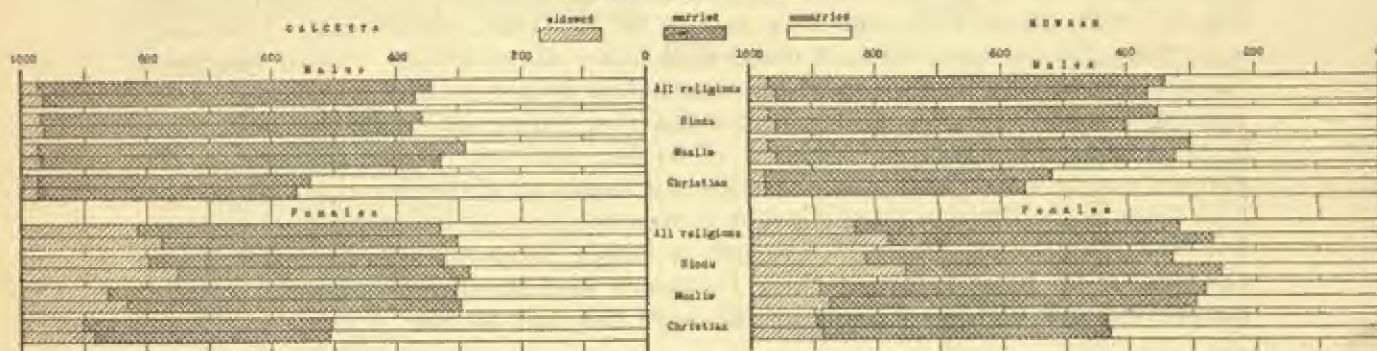 CALCUTTA widowed married unmarried HOWRAH
1000 800 600 400 200 0 1000 800 600 400 200
Males Males
All religions
Hindu
Muslim
Christian
Females Females
All religions
Hindu
Muslim
Christian